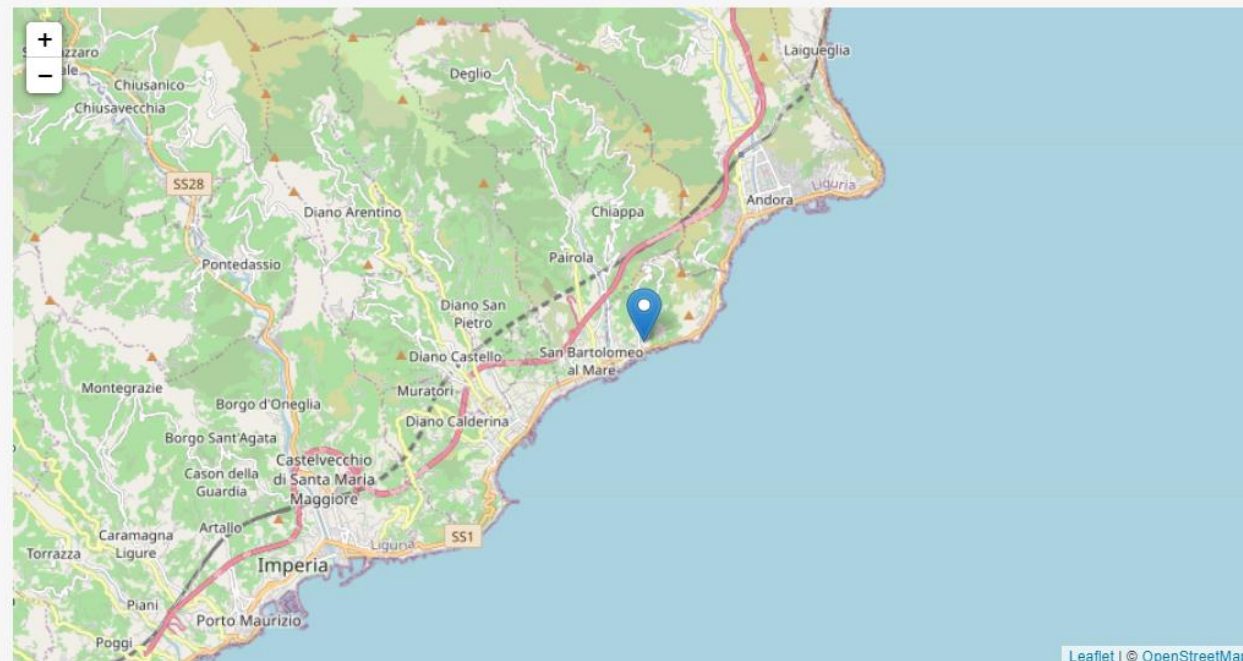 +
−
Laigueglia
Deglio
Chiusanico
Chiusavecchia
SS28
Liguria
Andora
Diano Arentino
Chiappa
Pontedassio
Pairola
Diano San
Pietro
Diano Castello
San Bartolomeo
al Mare
Montegrazie
Muratori
Borgo d'Oneglia
Diano Calderina
Borgo Sant'Agata
Castelvecchio
di Santa Maria
Maggiore
Cason della
Guardia
Artallo
Caramagna
Ligure
SS1
Torrazza
Liguria
Imperia
Piani
Porto Maurizio
Poggi
Leaflet | © OpenStreetMap